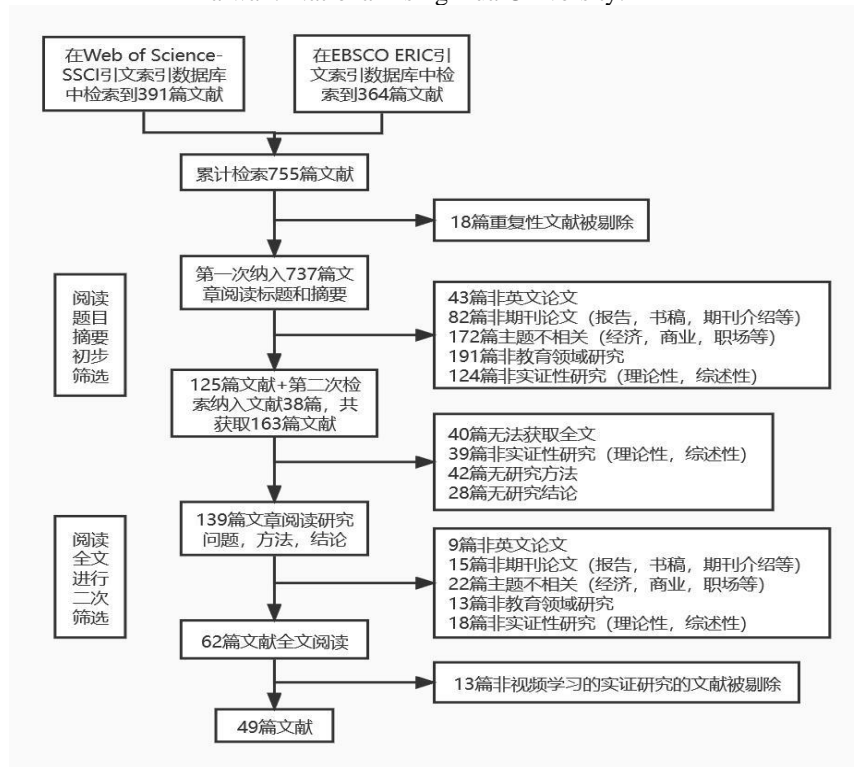 在Web of Science-
SSCI引文索引数据库
中检索到391篇文献
在EBSCO ERIC引
文索引数据库中检
索到364篇文献
累计检索755篇文献
18篇重复性文献被剔除
第一次纳入737篇文
章阅读标题和摘要
阅读
题目
摘要
初步
筛选
43篇非英文论文
82篇非期刊论文（报告，书稿，期刊介绍等）
172篇主题不相关（经济，商业，职场等）
191篇非教育领域研究
124篇非实证性研究（理论性，综述性）
125篇文献+第二次检
索纳入文献38篇，共
获取163篇文献
40篇无法获取全文
39篇非实证性研究（理论性，综述性）
42篇无研究方法
28篇无研究结论
139篇文章阅读研究
问题，方法，结论
阅读
全文
进行
二次
筛选
9篇非英文论文
15篇非期刊论文（报告，书稿，期刊介绍等）
22篇主题不相关（经济，商业，职场等）
13篇非教育领域研究
18篇非实证性研究（理论性，综述性）
62篇文献全文阅读
13篇非视频学习的实证研究的文献被剔除
49篇文献